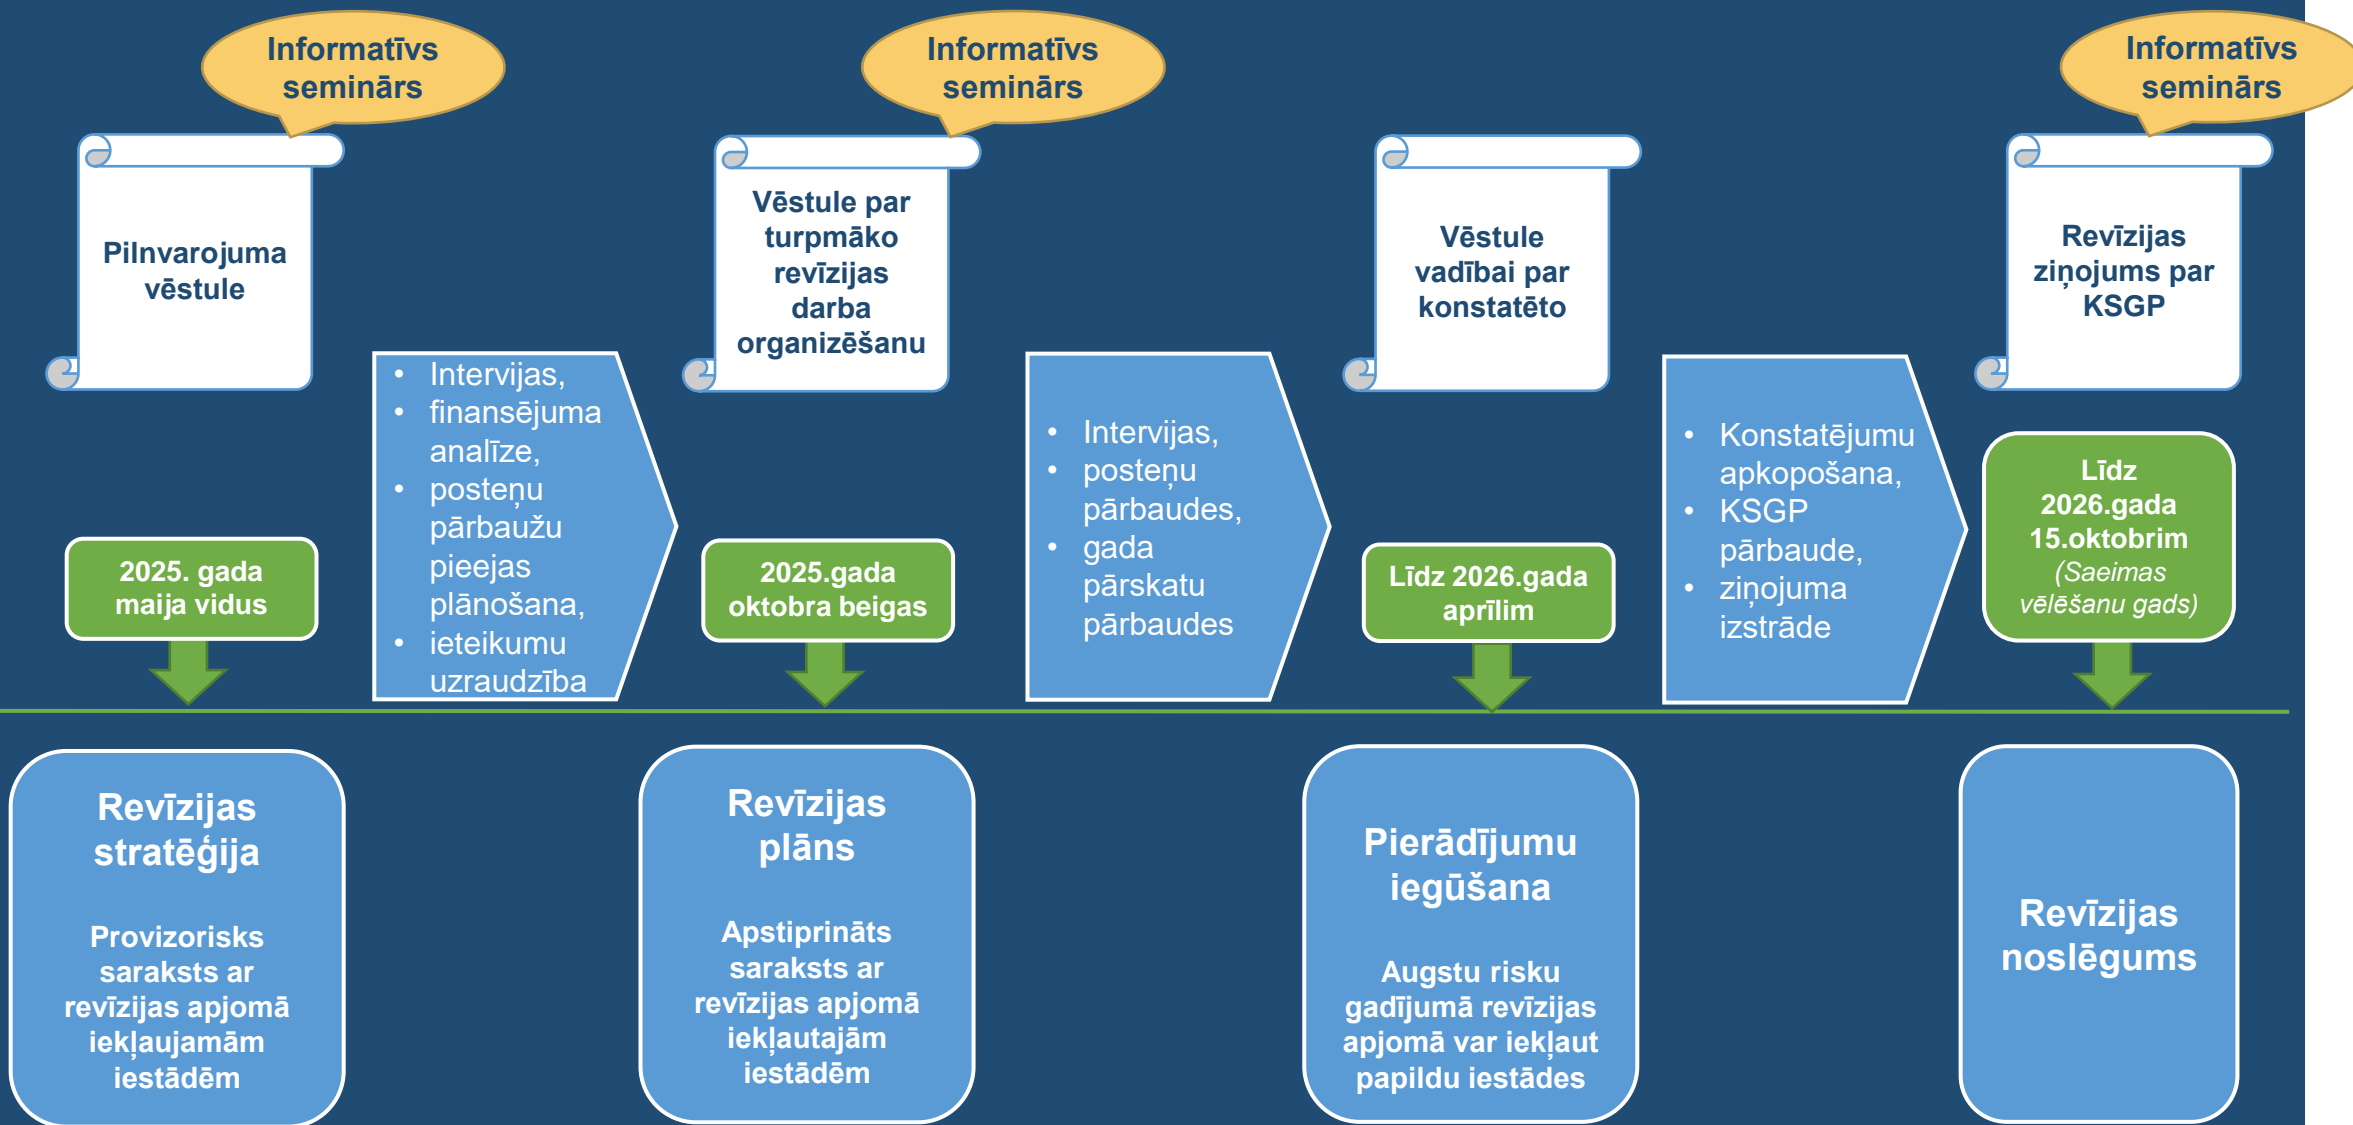 Informatīvs
seminārs
Informatīvs
seminārs
Informatīvs
seminārs
Pilnvarojuma
vēstule
Vēstule par
turpmāko
revīzijas
darba
organizēšanu
Vēstule
vadībai par
konstatēto
Revīzijas
ziņojums par
KSGP
• Intervijas,
• finansējuma
analīze,
• posteņu
pārbaužu
pieejas
plānošana,
• ieteikumu
uzraudzība
• Intervijas,
• posteņu
pārbaudes,
• gada
pārskatu
pārbaudes
• Konstatējumu
apkopošana,
• KSGP
pārbaude,
• ziņojuma
izstrāde
2025. gada
maija vidus
2025.gada
oktobra beigas
Līdz 2026.gada
aprīlim
Līdz
2026.gada
15.oktobrim
(Saeimas
vēlēšanu gads)
Revīzijas
stratēģija
Provizorisks
saraksts ar
revīzijas apjomā
iekļaujamām
iestādēm
Revīzijas
plāns
Apstiprināts
saraksts ar
revīzijas apjomā
iekļautajām
iestādēm
Pierādījumu
iegūšana
Augstu risku
gadījumā revīzijas
apjomā var iekļaut
papildu iestādes
Revīzijas
noslēgums